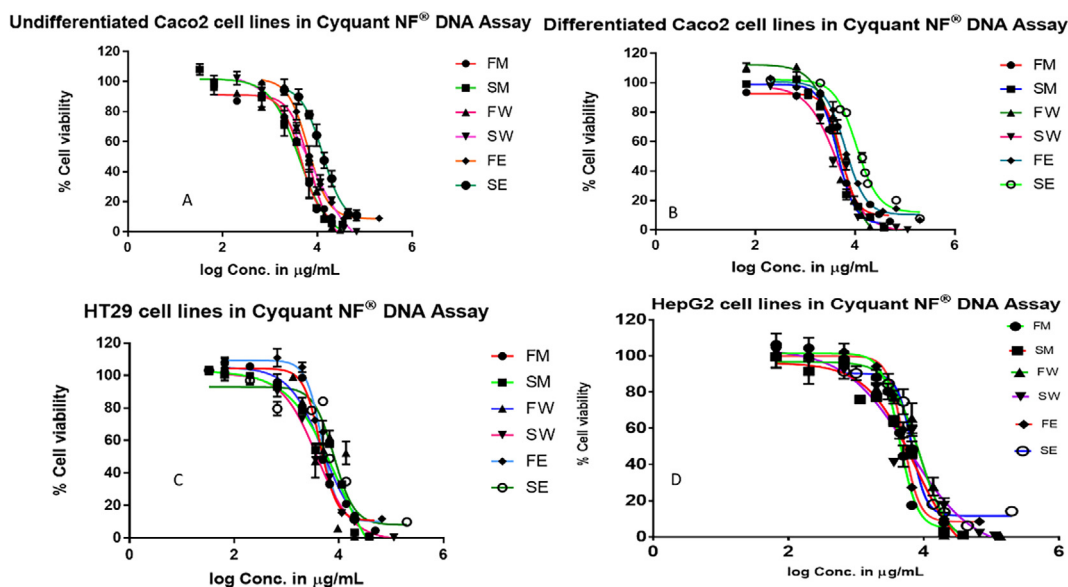 Undifferentiated Caco2 cell lines in Cyquant NF® DNA Assay
120
100
80
60
40
20
0
% Cell viability
A
0
2
4
6
log Conc. in µg/mL
FM
SM
FW
SW
FE
SE
Differentiated Caco2 cell lines in Cyquant NF® DNA Assay
120
100
80
60
40
20
0
% Cell viability
B
0
2
4
6
log Conc. in µg/mL
FM
SM
FW
SW
FE
SE
HT29 cell lines in Cyquant NF® DNA Assay
120
100
80
60
40
20
0
% Cell viability
C
0
2
4
6
log Conc. in µg/mL
FM
SM
FW
SW
FE
SE
HepG2 cell lines in Cyquant NF® DNA Assay
120
100
80
60
40
20
0
% Cell viability
D
0
2
4
6
log Conc. in µg/mL
FM
SM
FW
SW
FE
SE